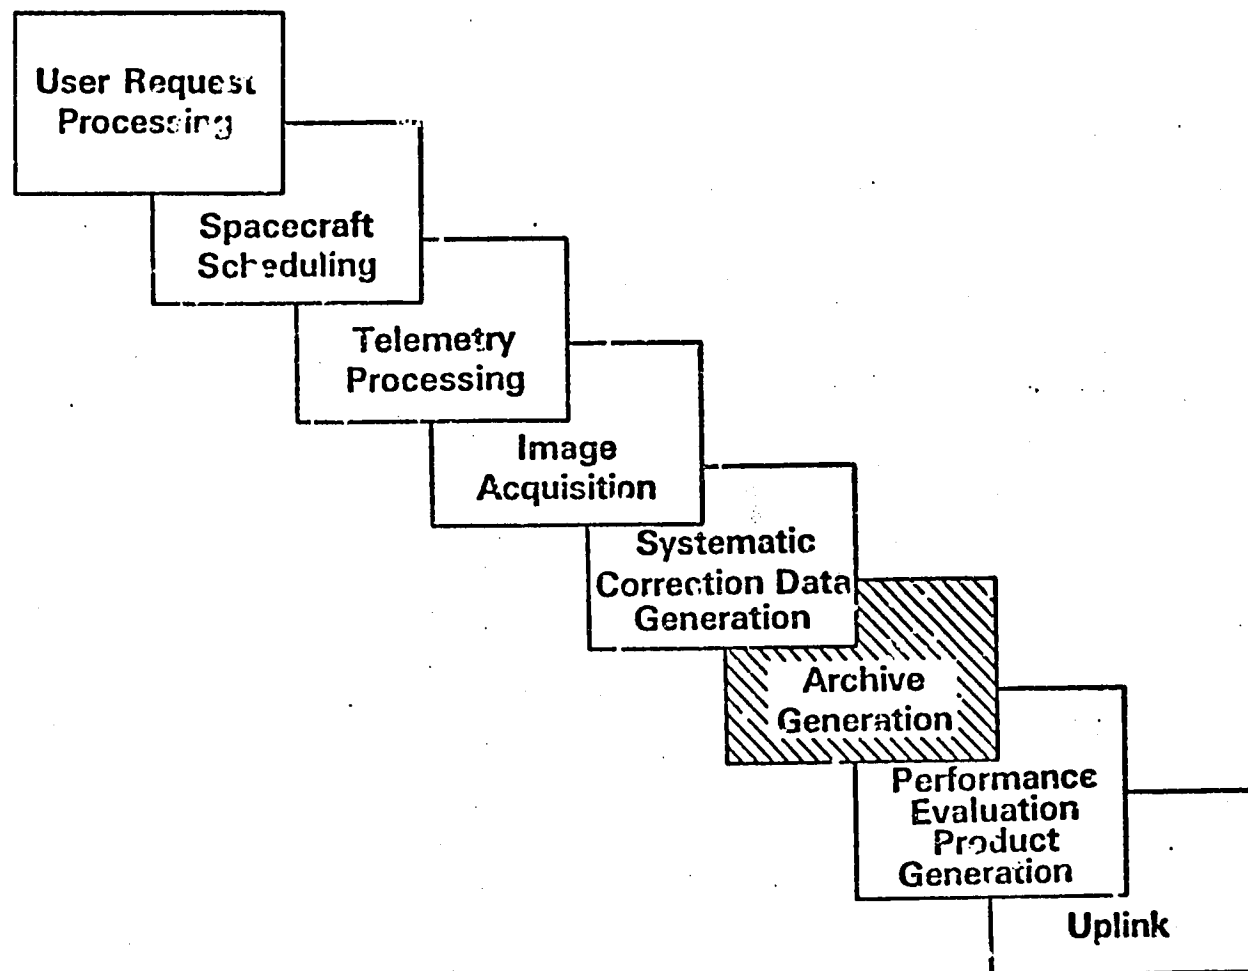 User Request
Processing
Spacecraft
Scheduling
Telemetry
Processing
Image
Acquisition
Systematic
Correction Data
Generation
Archive
Generation
Performance
Evaluation
Product
Generation
Uplink